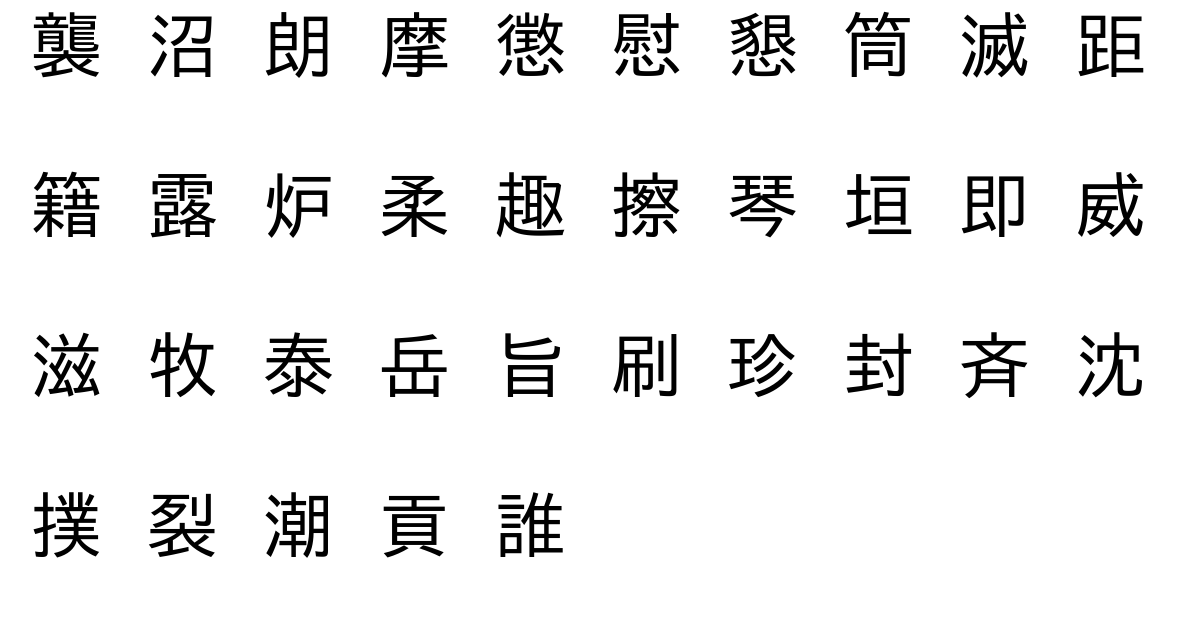 襲沼朗摩懲慰懇筒滅距
籍露炉柔趣擦琴垣即威
滋牧泰岳旨刷珍封斉沈
撲裂潮貢誰